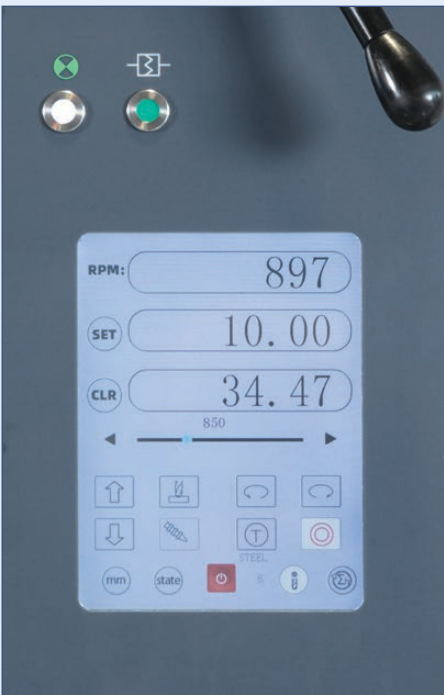 RPM: 897
SET 10.00
CLR 34.47
850
T
STEEL
mm state i